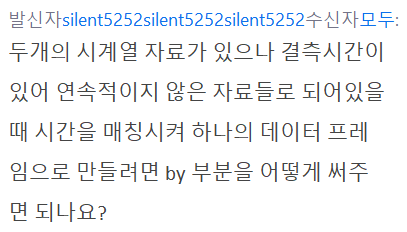 발신자silent5252silent5252silent5252수신자모두:
두개의 시계열 자료가 있으나 결측시간이
있어 연속적이지 않은 자료들로 되어있을
때 시간을 매칭시켜 하나의 데이터 프레
임으로 만들려면 by 부분을 어떻게 써주
면 되나요?